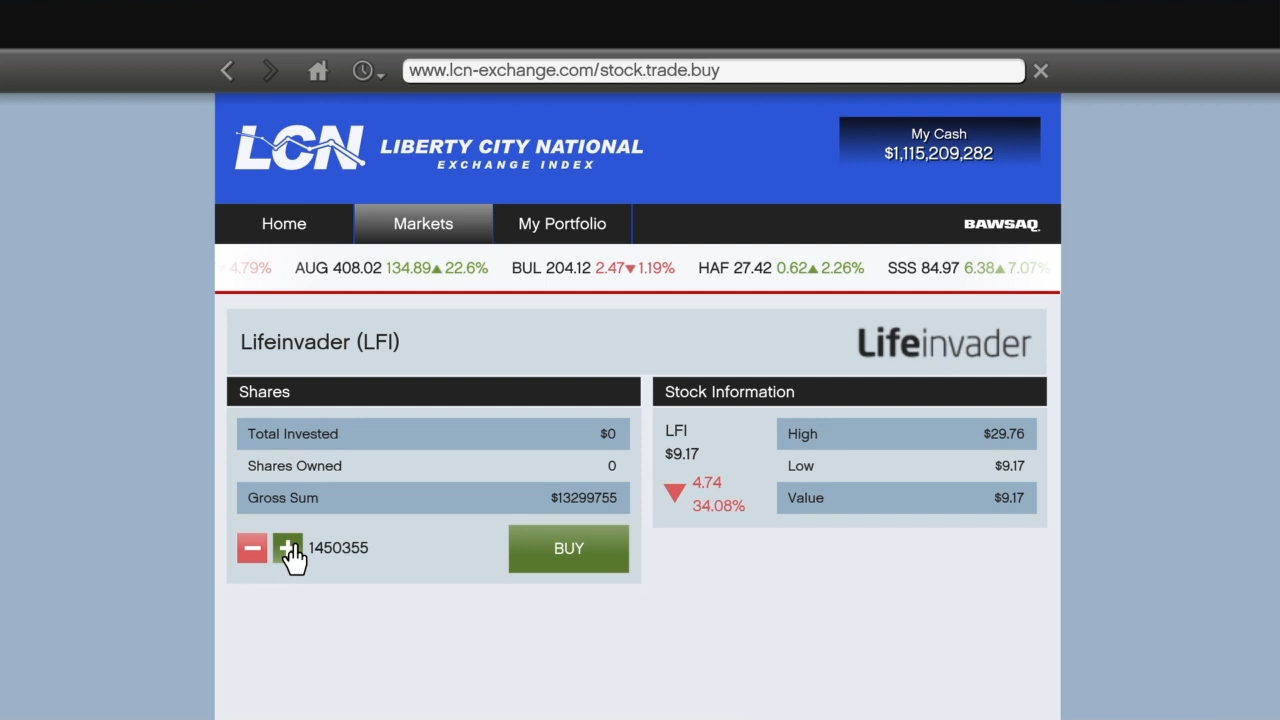 www.lcn-exchange.com/stock.trade.buy
LCN LIBERTY CITY NATIONAL
EXCHANGE INDEX
My Cash
$1,115,209,282
Home Markets My Portfolio BAWSAQ
4.79% AUG 408.02 134.89▲22.6% BUL 204.12 2.47▼1.19% HAF 27.42 0.62▲2.26% SSS 84.97 6.38▲7.07%
Lifeinvader (LFI) Lifeinvader
Shares
Total Invested $0
Shares Owned 0
Gross Sum $13299755
1450355 BUY
Stock Information
LFI
$9.17
4.74
34.08%
High $29.76
Low $9.17
Value $9.17